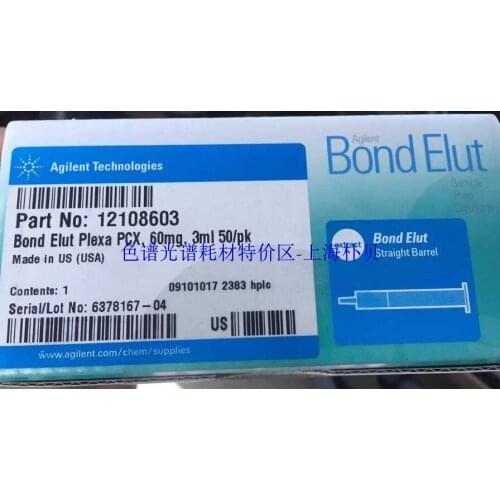 Agilent Technologies
Part No: 12108603
Bond Elut Plexa PCX, 60mg, 3ml 50/pk
Made in US (USA)
色谱光谱耗材特价区-上海朴贝
Contents: 1
09101017 2383 hplc
Serial/Lot No: 6378167-04
US
www.agilent.com/chem/supplies
Agilent
Bond Elut
Sample
Prep
Solutions
extract
Bond Elut
Straight Barrel